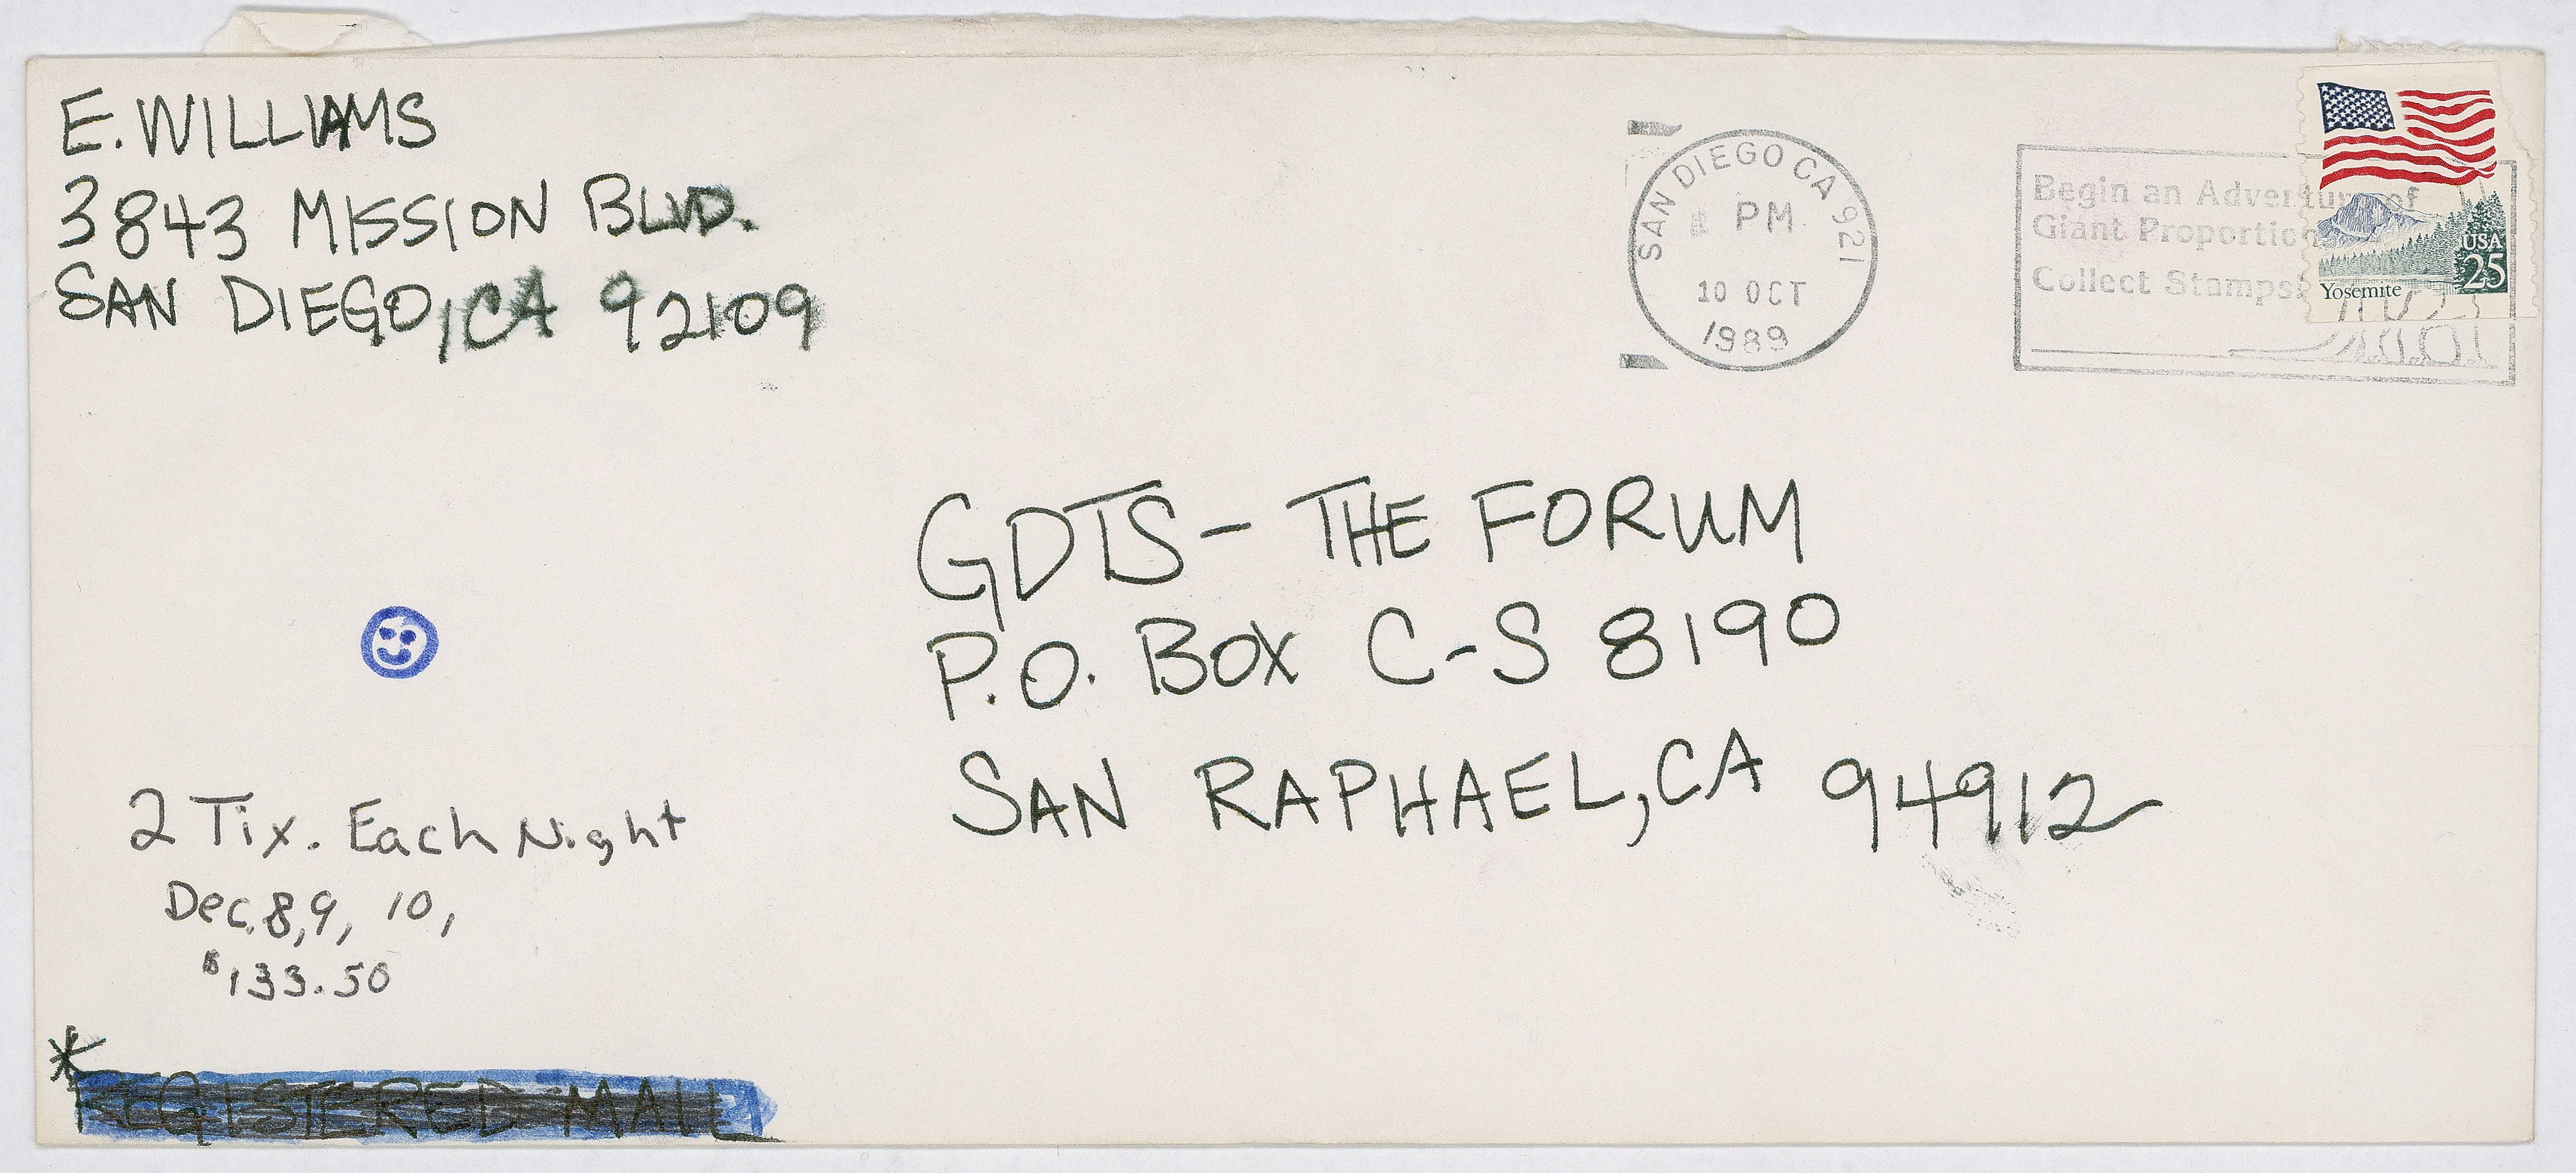 E. WILLIAMS
3843 MISSION BLVD.
SAN DIEGO, CA 92109
SAN DIEGO CA 921
PM
10 OCT
1989
Begin an Adventure of
Giant Proportions
Collect Stamps!
USA
25
Yosemite
GDTS - THE FORUM
P.O. BOX C-S 8190
SAN RAPHAEL, CA 94912
2 Tix. Each Night
Dec. 8, 9, 10,
$133.50
* REGISTERED MAIL